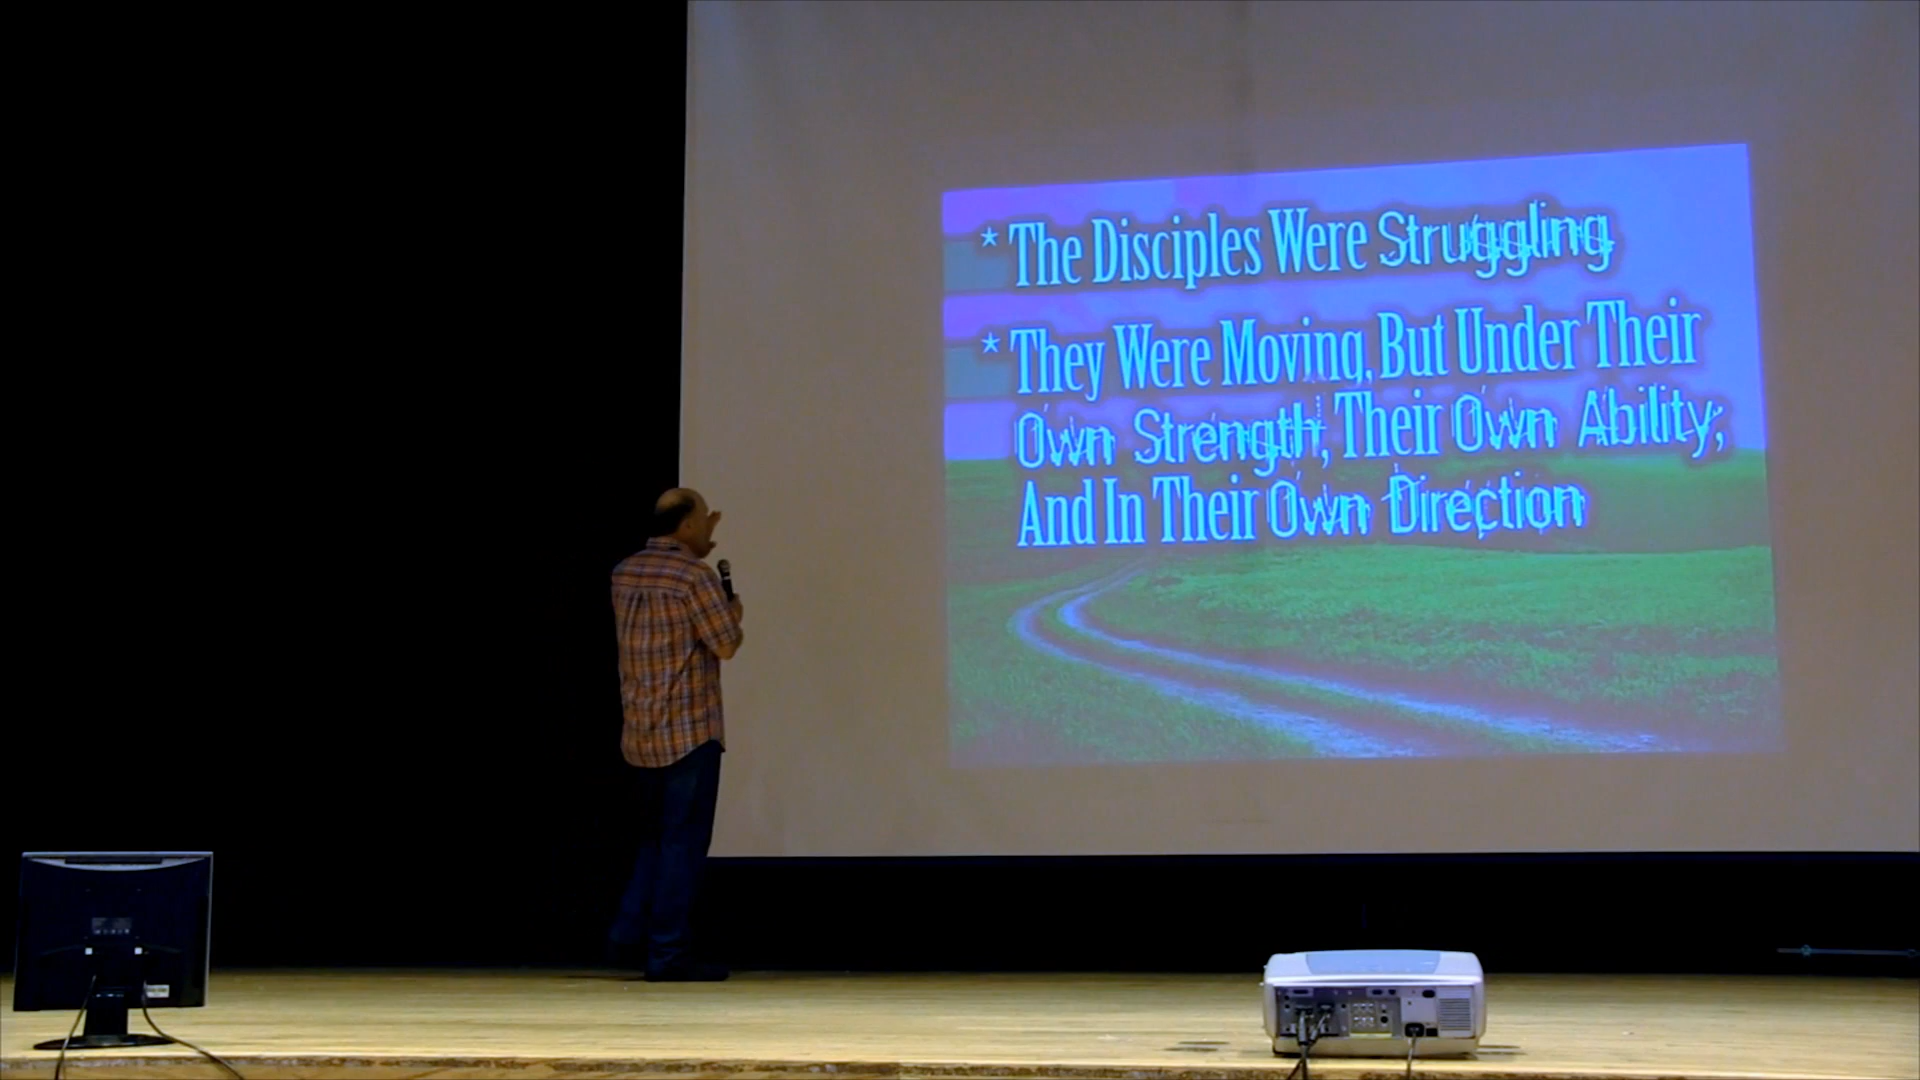 * The Disciples Were Struggling
* They Were Moving, But Under Their
Own Strength, Their Own Ability,
And In Their Own Direction